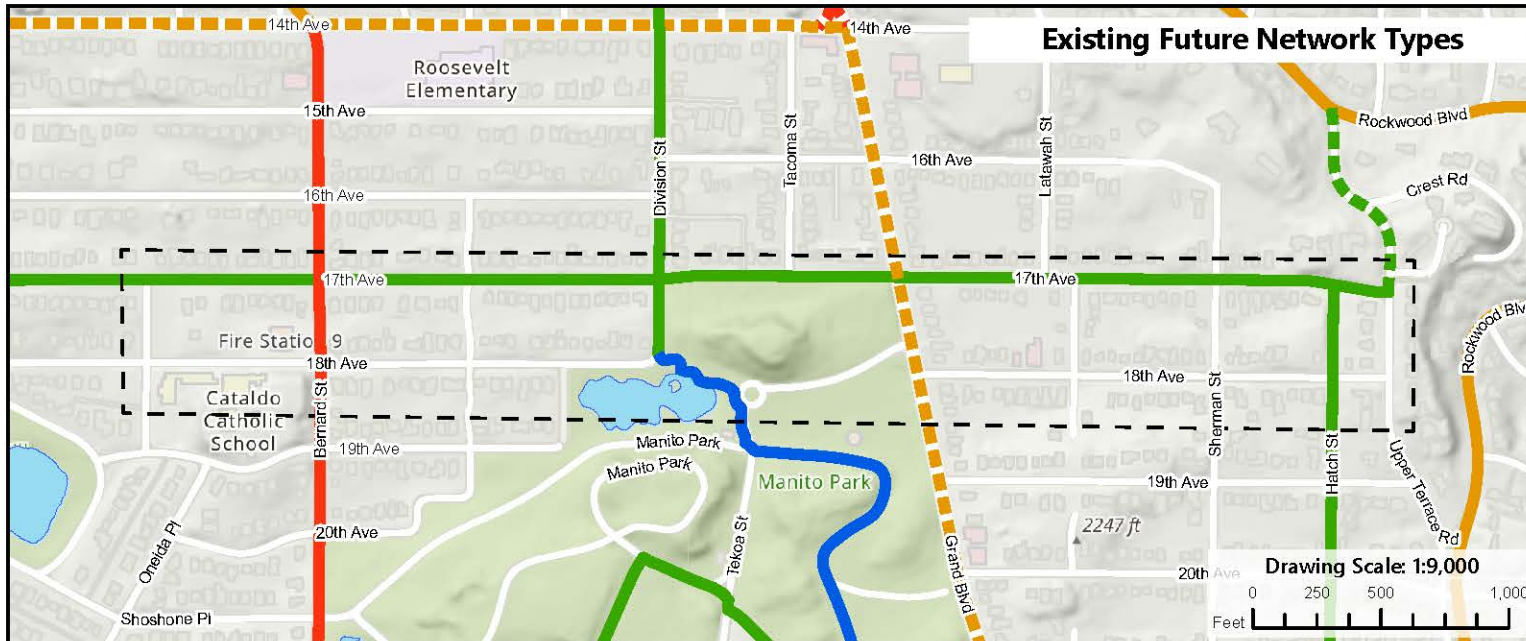 Existing Future Network Types
14th Ave
14th Ave
Roosevelt
Elementary
15th Ave
Rockwood Blvd
Division St
Tacoma St
16th Ave
Latawah St
16th Ave
Crest Rd
17th Ave
17th Ave
Fire Station 9
18th Ave
18th Ave
Rockwood Blv
Cataldo
Catholic
School
Bernard St
19th Ave
Manito Park
Manito Park
Manito Park
Sherman St
Hatch St
Upper Terrace Rd
19th Ave
2247 ft
20th Ave
Oneida Pl
Tekoa St
Grand Blvd
20th Ave
Shoshone Pl
Drawing Scale: 1:9,000
0 250 500 1,000
Feet